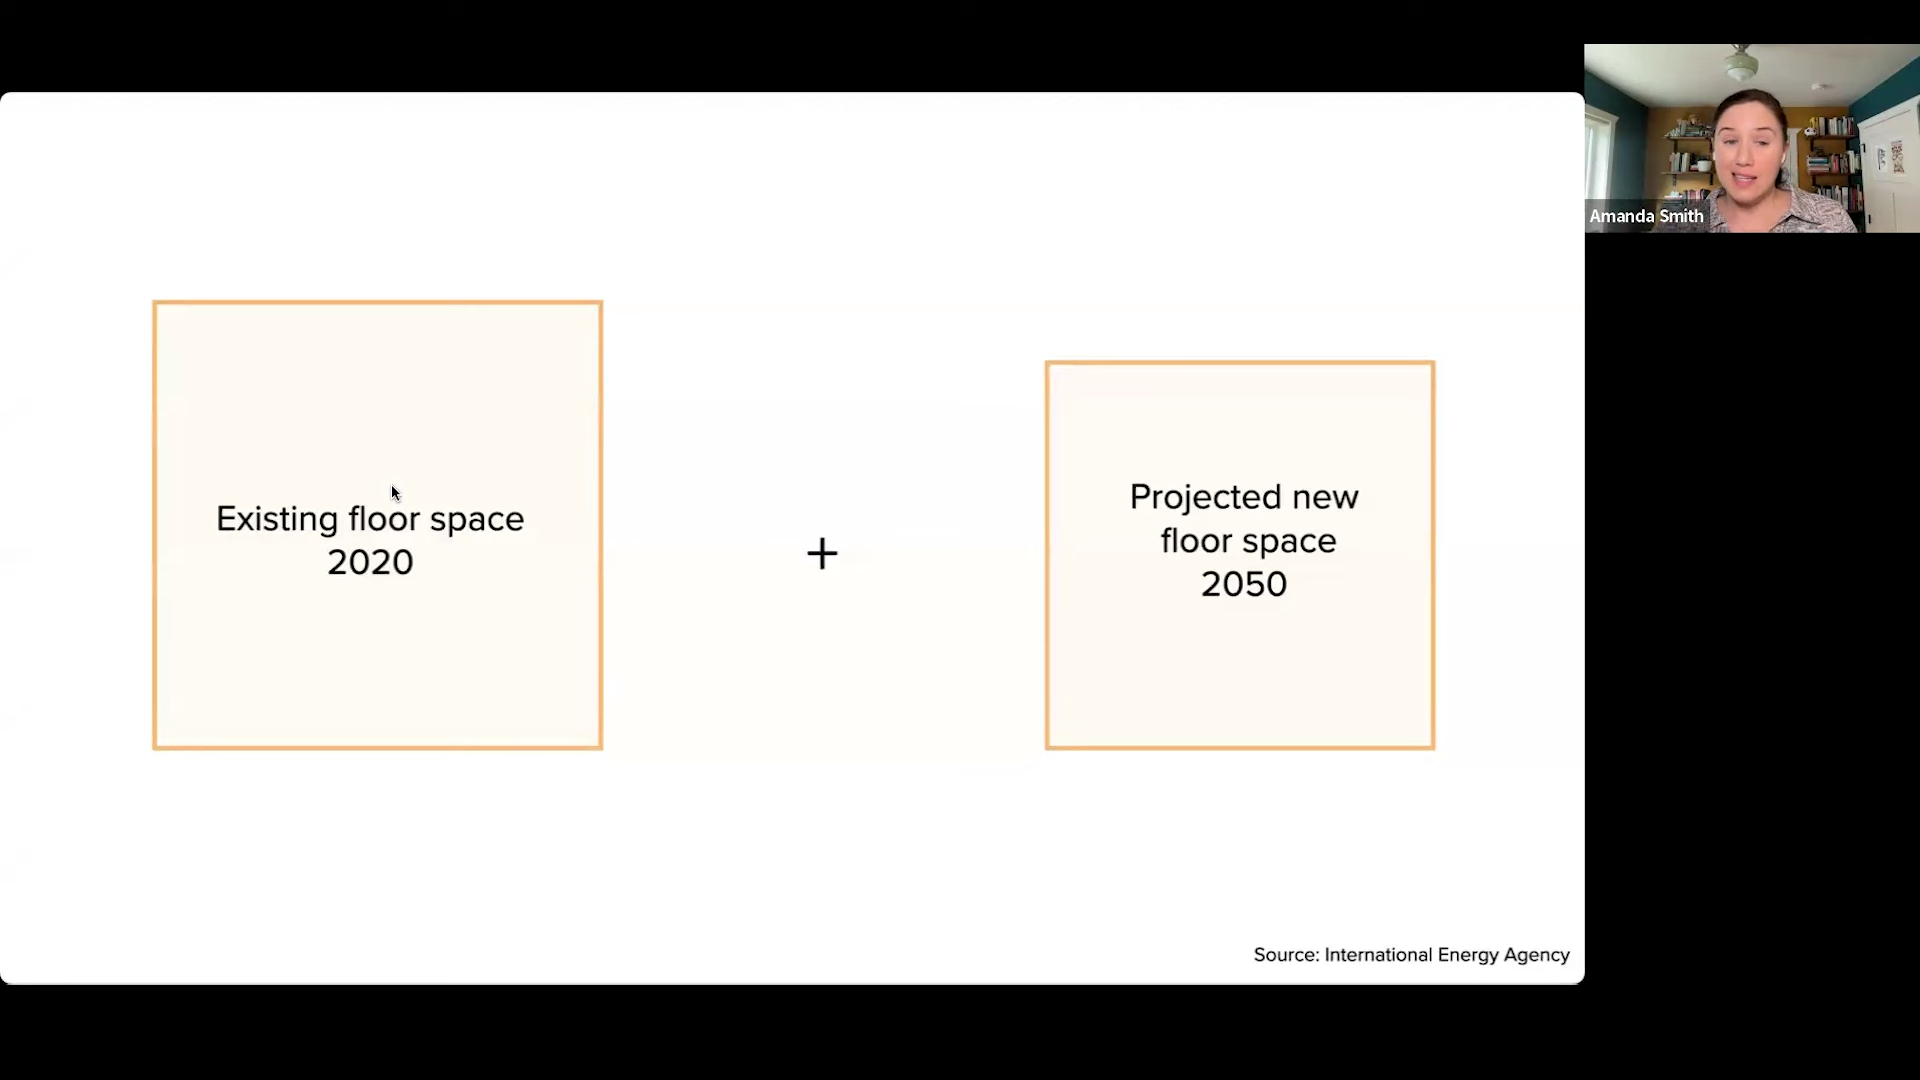 Amanda Smith
Existing floor space
2020
+
Projected new
floor space
2050
Source: International Energy Agency